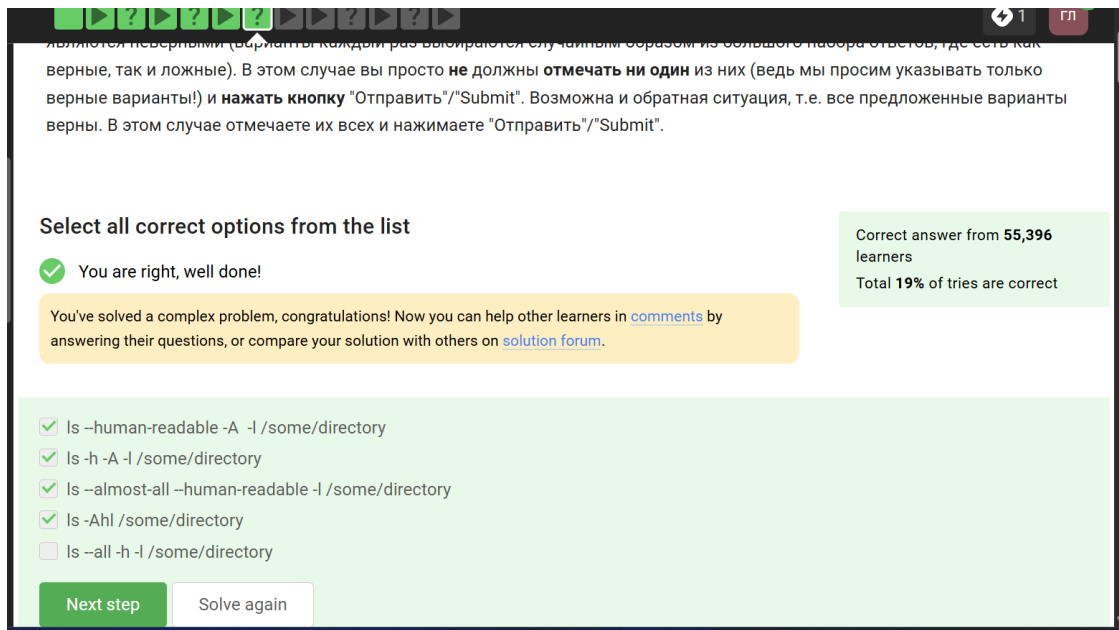 ? ? ? ? 1 ГЛ
являются неверными (варианты каждый раз выбираются случайным образом из большого набора ответов, где есть как
верные, так и ложные). В этом случае вы просто не должны отмечать ни один из них (ведь мы просим указывать только
верные варианты!) и нажать кнопку "Отправить"/"Submit". Возможна и обратная ситуация, т.е. все предложенные варианты
верны. В этом случае отмечаете их всех и нажимаете "Отправить"/"Submit".
Select all correct options from the list
You are right, well done!
You've solved a complex problem, congratulations! Now you can help other learners in comments by
answering their questions, or compare your solution with others on solution forum.
Correct answer from 55,396
learners
Total 19% of tries are correct
ls --human-readable -A -l /some/directory
ls -h -A -l /some/directory
ls --almost-all --human-readable -l /some/directory
ls -Ahl /some/directory
ls --all -h -l /some/directory
Next step
Solve again